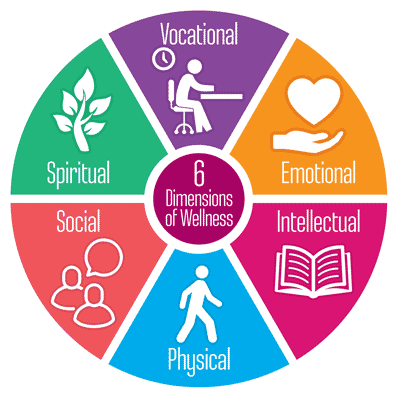 Vocational
Spiritual
Emotional
6
Dimensions
of Wellness
Social
Intellectual
Physical